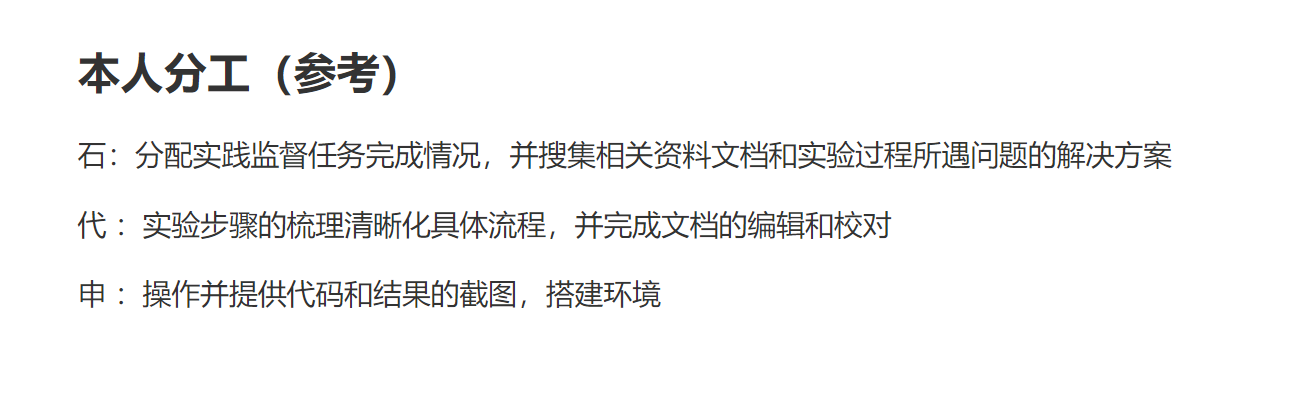 本人分工（参考）
石：分配实践监督任务完成情况，并搜集相关资料文档和实验过程所遇问题的解决方案
代 ：实验步骤的梳理清晰化具体流程，并完成文档的编辑和校对
申 ：操作并提供代码和结果的截图，搭建环境